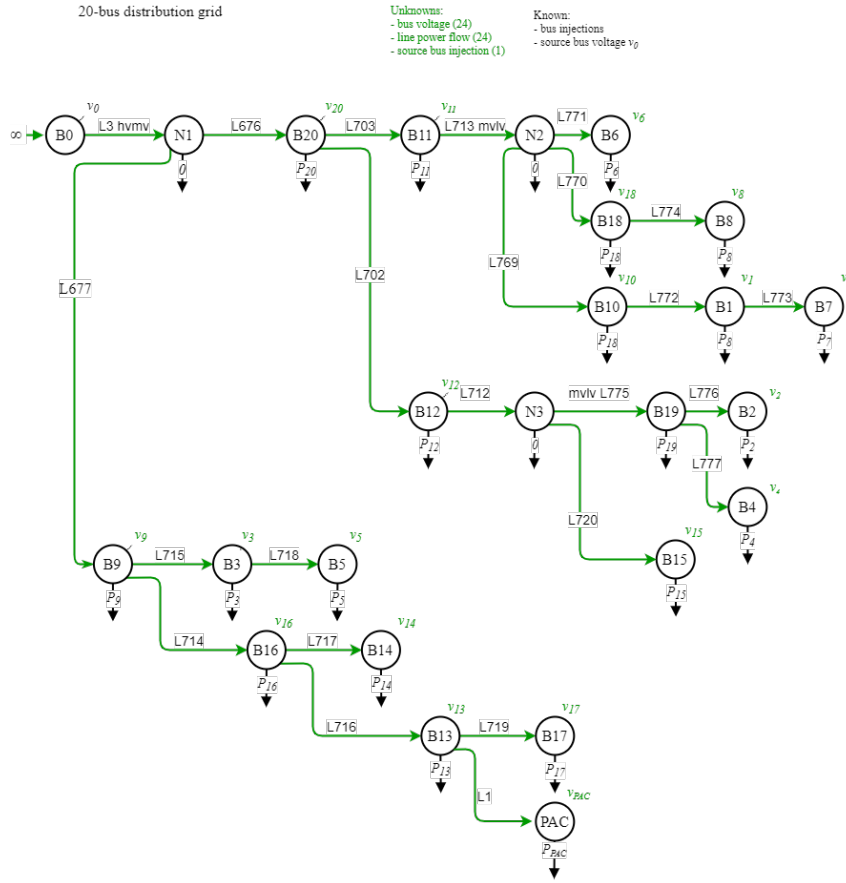 20-bus distribution grid
Unknowns:
- bus voltage (24)
- line power flow (24)
- source bus injection (1)
Known:
- bus injections
- source bus voltage v0
∞
B0
v0
L3 hvmv
N1
0
L676
B20
v20
P20
L703
B11
v11
P11
L713 mvlv
N2
0
L771
B6
v6
P6
L770
B18
v18
P18
L774
B8
v8
P8
L769
B10
v10
P18
L772
B1
v1
P8
L773
B7
v
P7
L677
L702
B12
v12
P12
L712
N3
0
mvlv L775
B19
P19
L776
B2
v2
P2
L777
B4
v4
P4
L720
B15
v15
P15
B9
v9
P9
L715
B3
v3
P3
L718
B5
v5
P5
L714
B16
v16
P16
L717
B14
v14
P14
L716
B13
v13
P13
L719
B17
v17
P17
L1
PAC
vPAC
PPAC